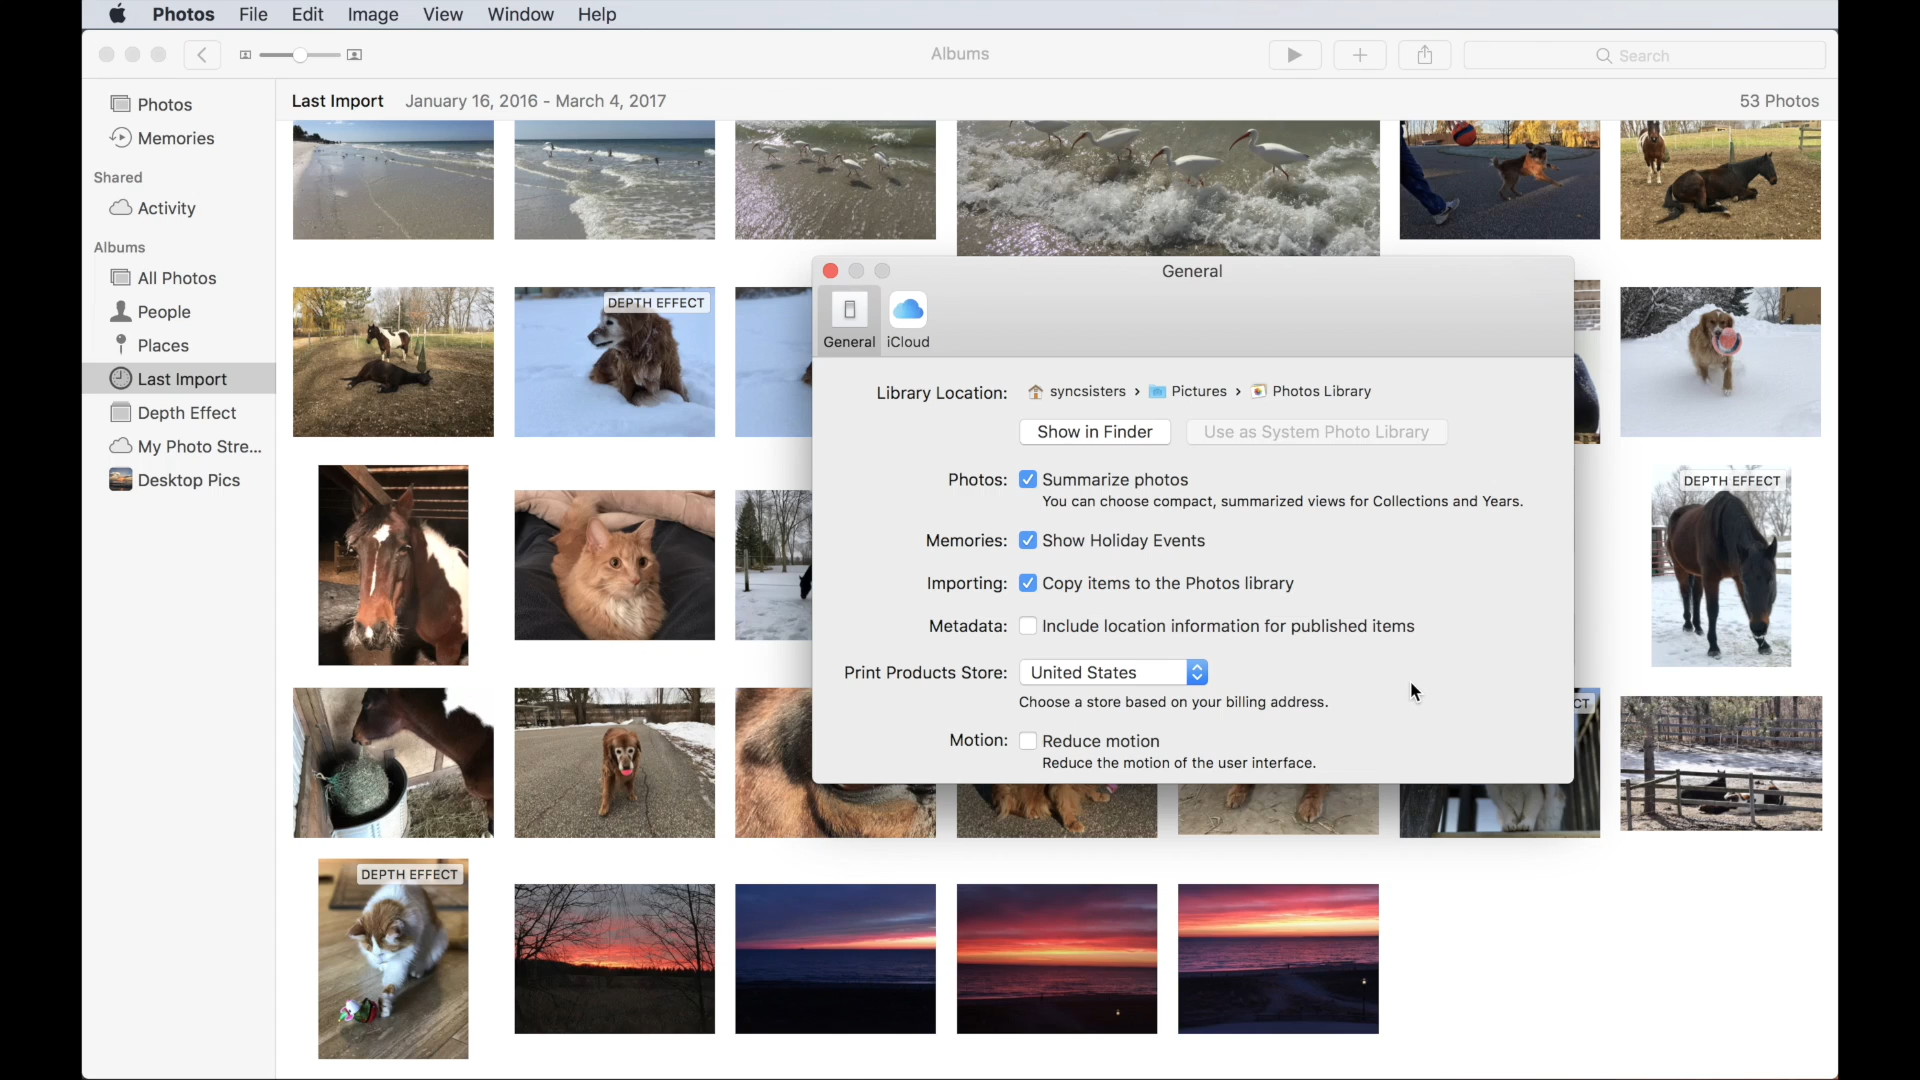 Photos File Edit Image View Window Help
Albums
Search
Last Import January 16, 2016 - March 4, 2017
53 Photos
Photos
Memories
Shared
Activity
Albums
All Photos
People
Places
Last Import
Depth Effect
My Photo Stre...
Desktop Pics
DEPTH EFFECT
DEPTH EFFECT
CT
DEPTH EFFECT
General
General iCloud
Library Location: syncsisters › Pictures › Photos Library
Show in Finder Use as System Photo Library
Photos: Summarize photos
You can choose compact, summarized views for Collections and Years.
Memories: Show Holiday Events
Importing: Copy items to the Photos library
Metadata: Include location information for published items
Print Products Store: United States
Choose a store based on your billing address.
Motion: Reduce motion
Reduce the motion of the user interface.